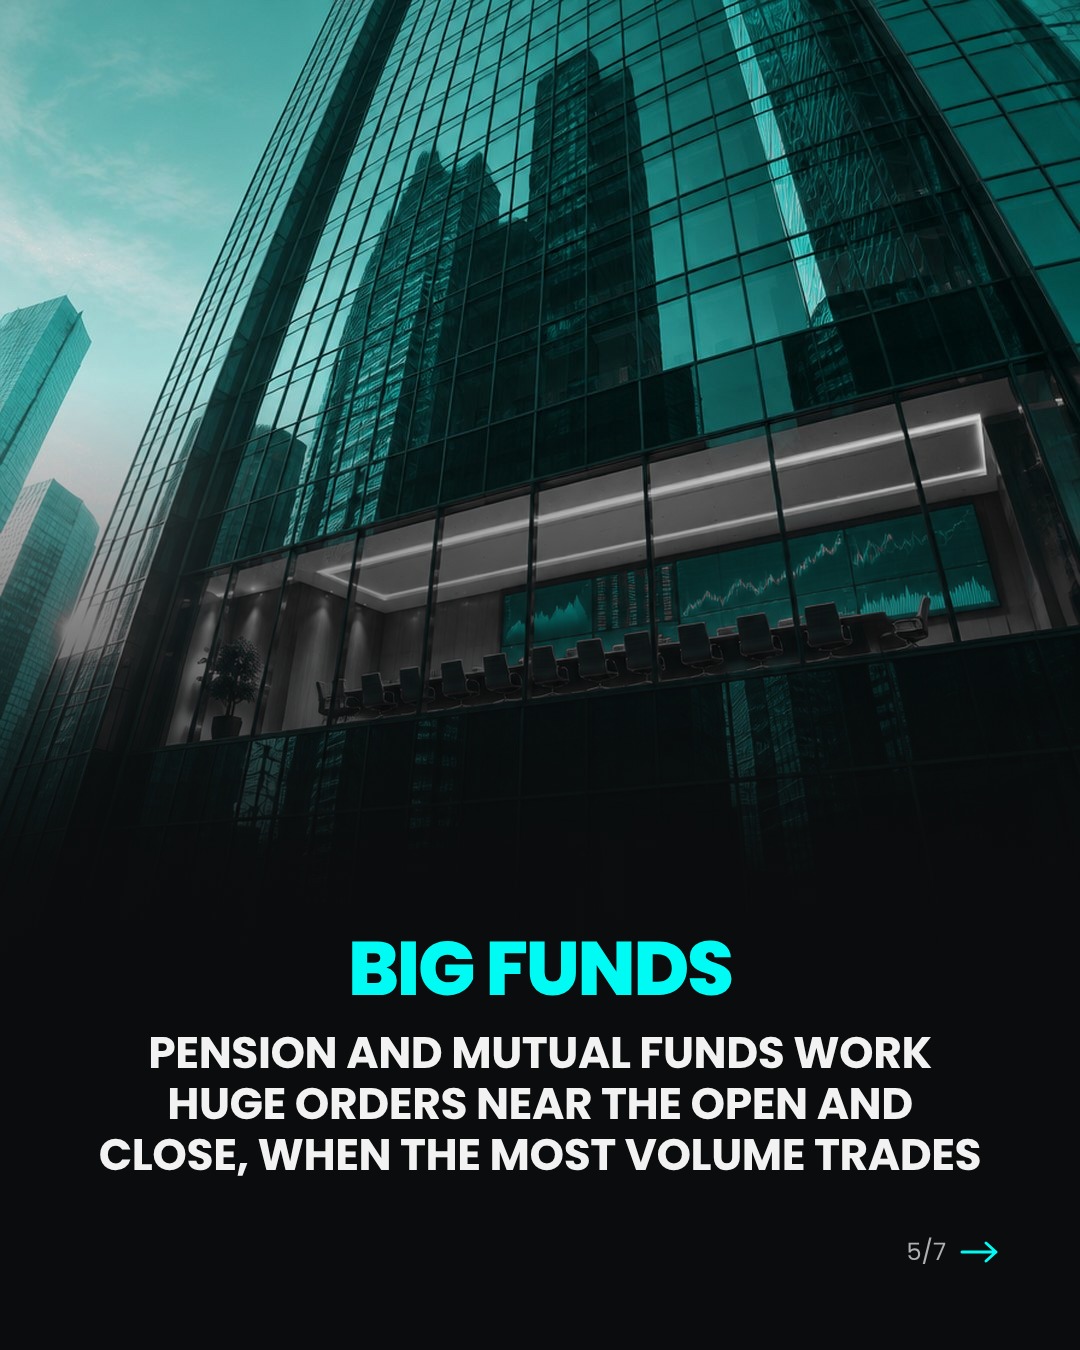 BIG FUNDS
PENSION AND MUTUAL FUNDS WORK
HUGE ORDERS NEAR THE OPEN AND
CLOSE, WHEN THE MOST VOLUME TRADES
5/7 →